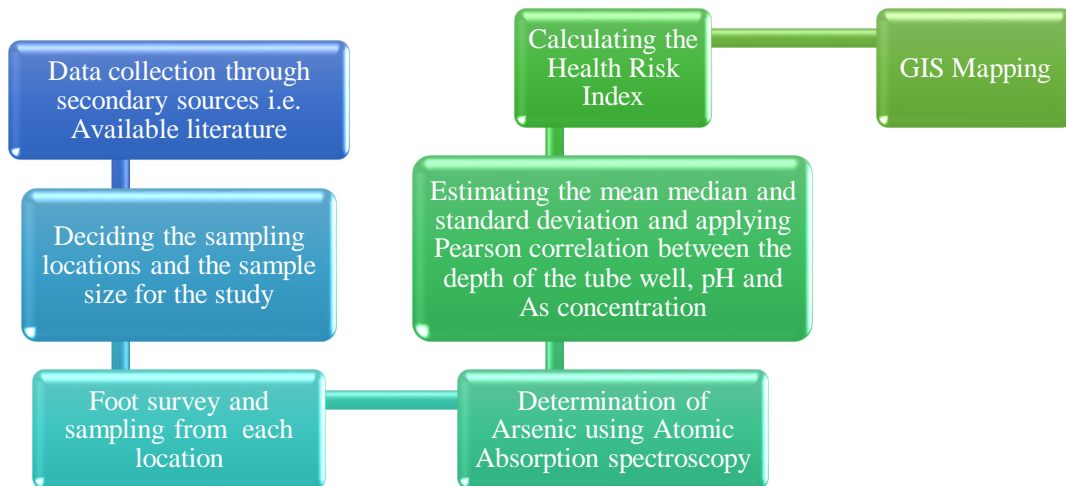 Data collection through
secondary sources i.e.
Available literature
Deciding the sampling
locations and the sample
size for the study
Foot survey and
sampling from each
location
Determination of
Arsenic using Atomic
Absorption spectroscopy
Estimating the mean median and
standard deviation and applying
Pearson correlation between the
depth of the tube well, pH and
As concentration
Calculating the
Health Risk
Index
GIS Mapping